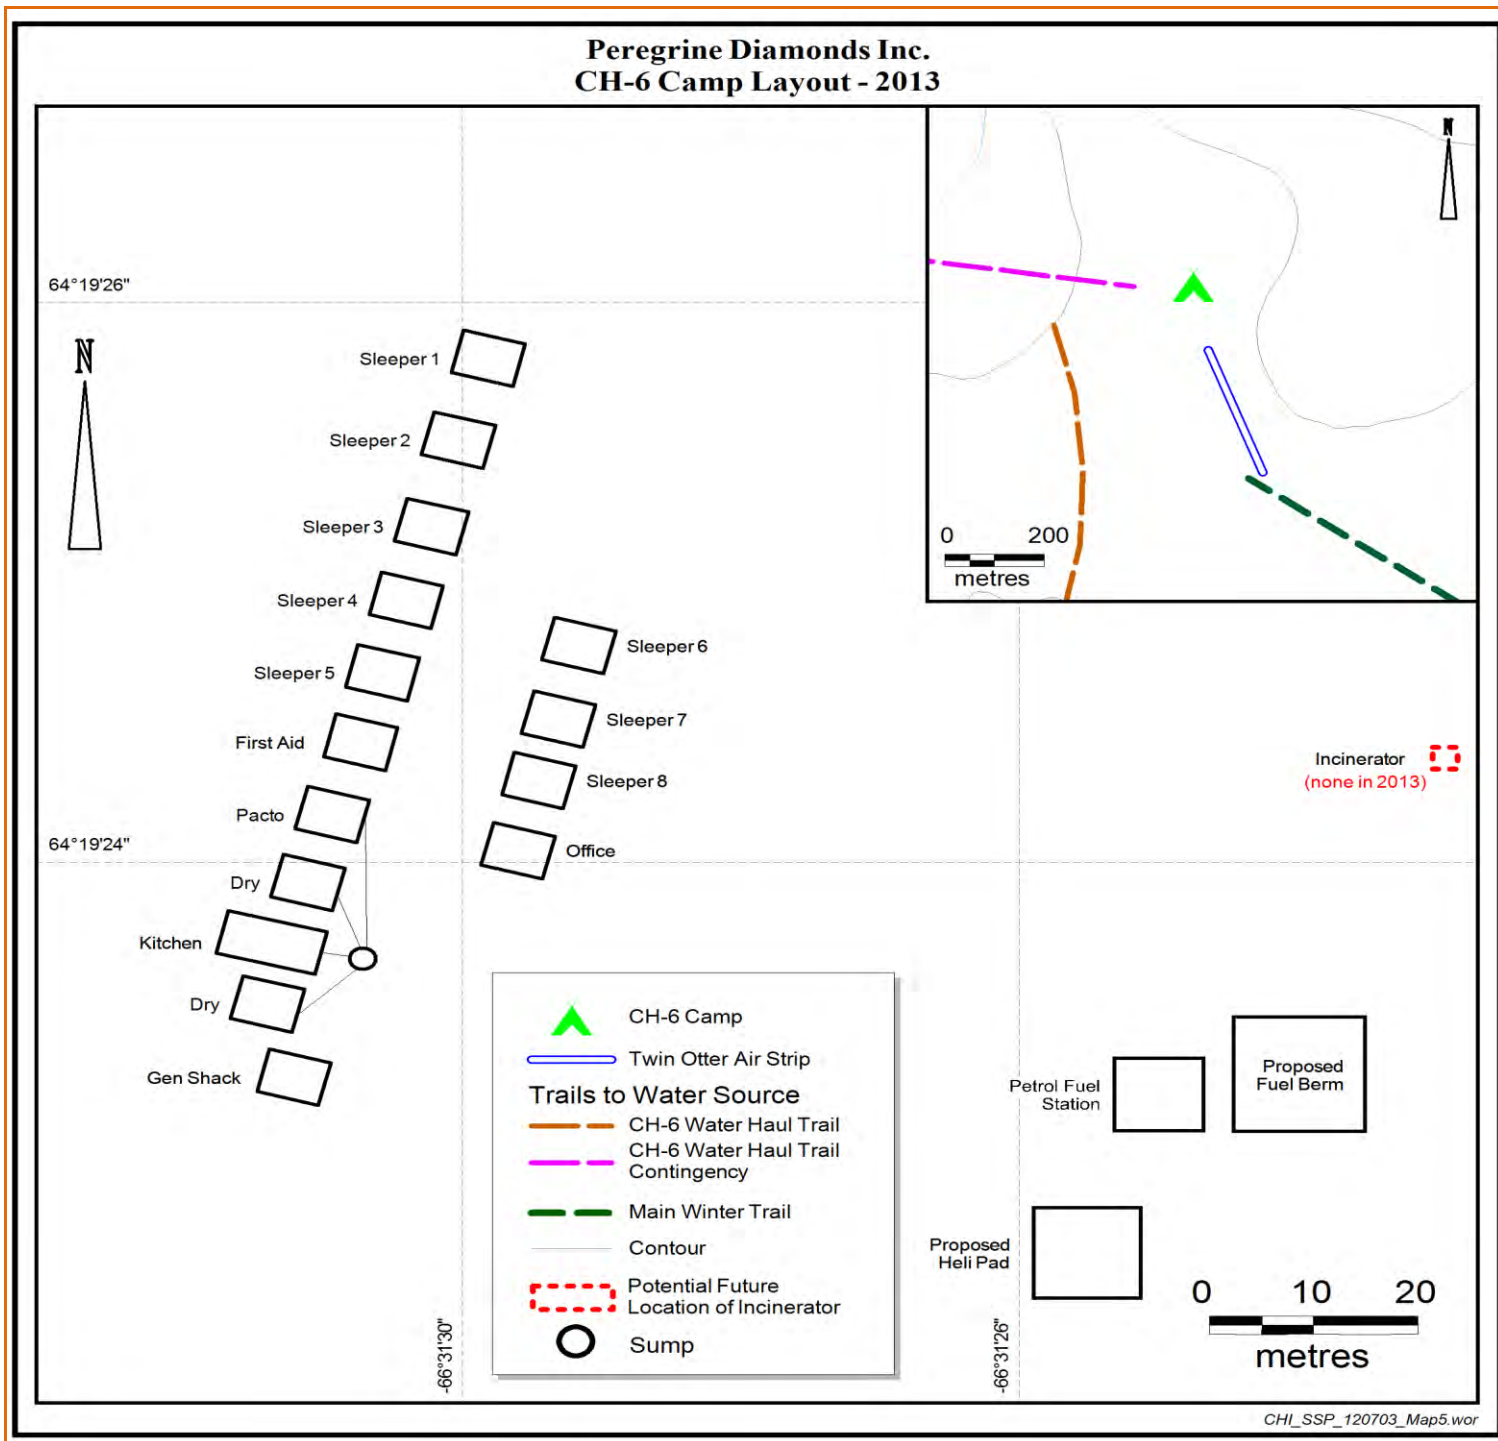 Peregrine Diamonds Inc.
CH-6 Camp Layout - 2013
N
64°19'26"
N
Sleeper 1
Sleeper 2
Sleeper 3
0 200
metres
Sleeper 4
Sleeper 6
Sleeper 5
Sleeper 7
First Aid
Incinerator
(none in 2013)
Sleeper 8
Pacto
64°19'24"
Office
Dry
Kitchen
Dry
Gen Shack
CH-6 Camp
Twin Otter Air Strip
Trails to Water Source
CH-6 Water Haul Trail
CH-6 Water Haul Trail
Contingency
Main Winter Trail
Contour
Potential Future
Location of Incinerator
Sump
Petrol Fuel
Station
Proposed
Fuel Berm
Proposed
Heli Pad
0 10 20
metres
-66°31'30"
-66°31'26"
CHI_SSP_120703_Map5.wor